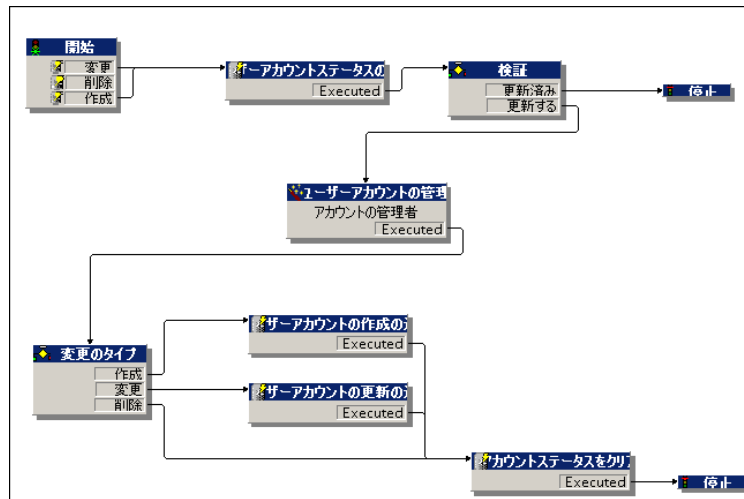 開始
変更
削除
作成
ーアカウントステータスの
Executed
検証
更新済み
更新する
停止
ユーザーアカウントの管理
アカウントの管理者
Executed
変更のタイプ
作成
変更
削除
ザーアカウントの作成の
Executed
ザーアカウントの更新の
Executed
カウントステータスをクリ
Executed
停止